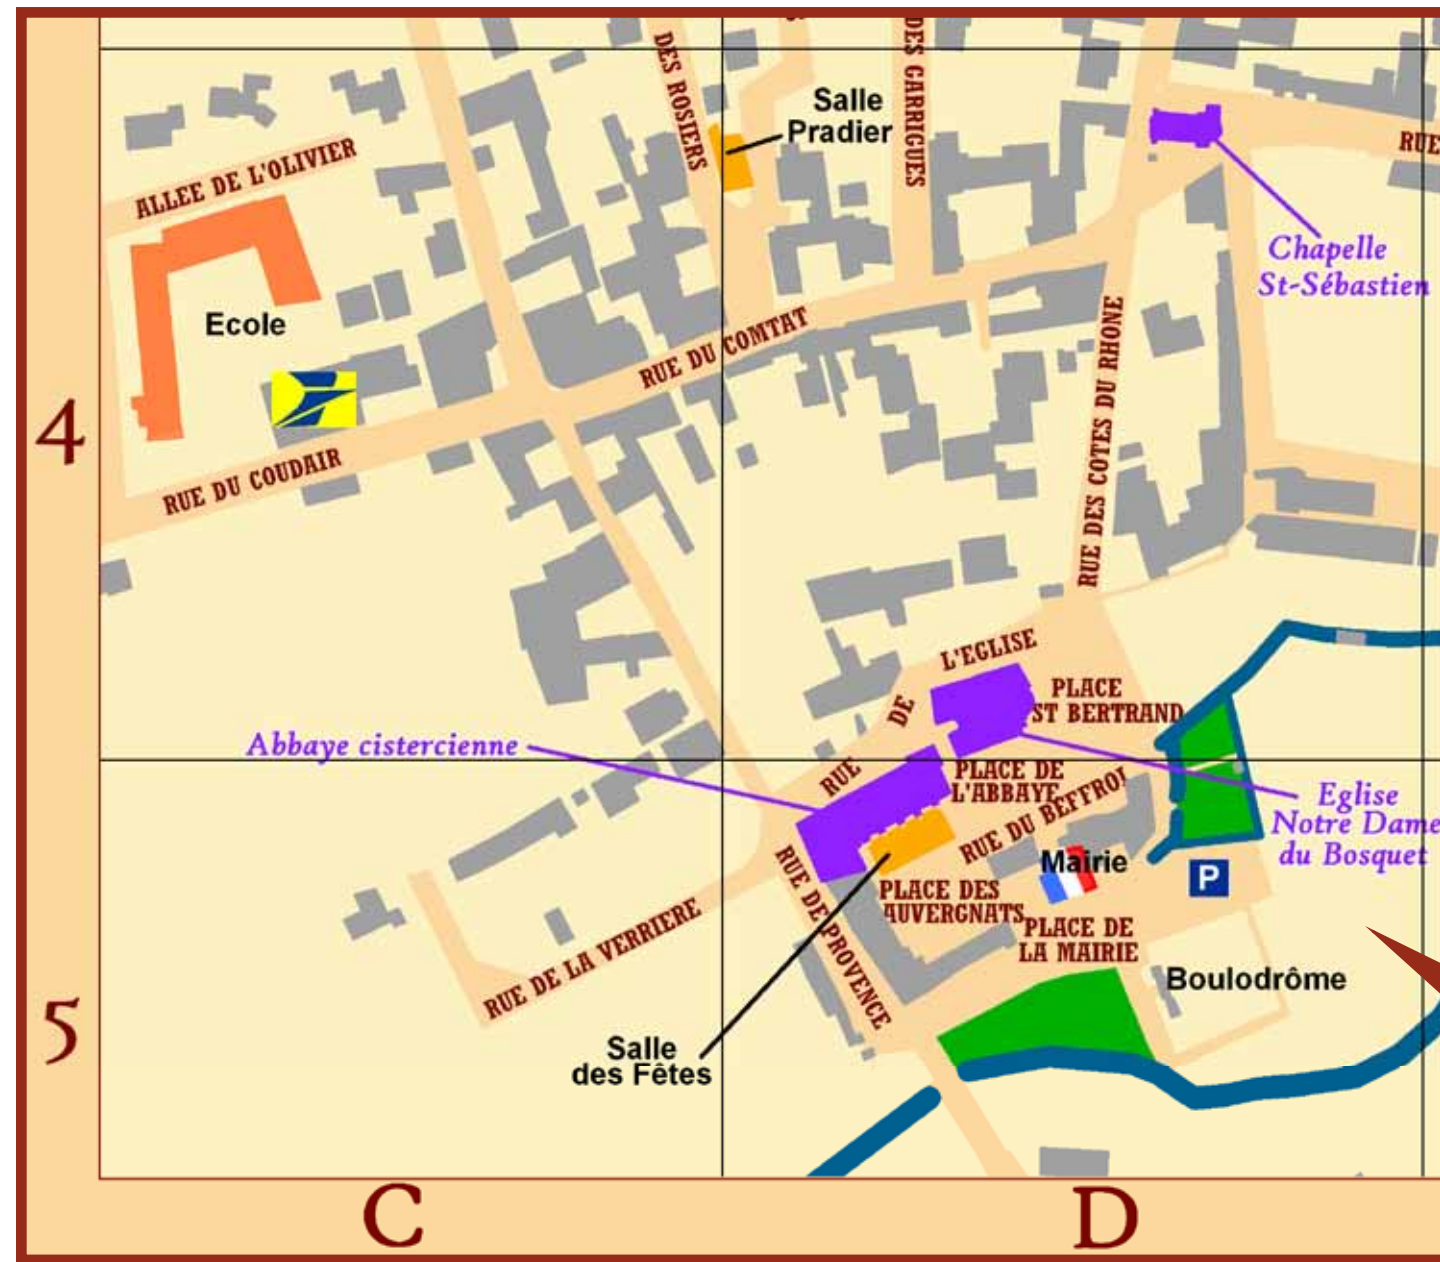 DES ROSIERS
DES GARRIGUES
Salle
Pradier
RUE
ALLEE DE L'OLIVIER
Chapelle
St-Sébastien
Ecole
RUE DU COMTAT
RUE DES COTES DU RHONE
4
RUE DU COUDAIR
RUE DE L'EGLISE
PLACE
ST BERTRAND
Abbaye cistercienne
PLACE DE
L'ABBAYE
RUE DU BEFFROI
Eglise
Notre Dame
du Bosquet
Mairie
P
RUE DE PROVENCE
PLACE DES
AUVERGNATS
PLACE DE
LA MAIRIE
RUE DE LA VERRIERE
Boulodrôme
5
Salle
des Fêtes
C
D